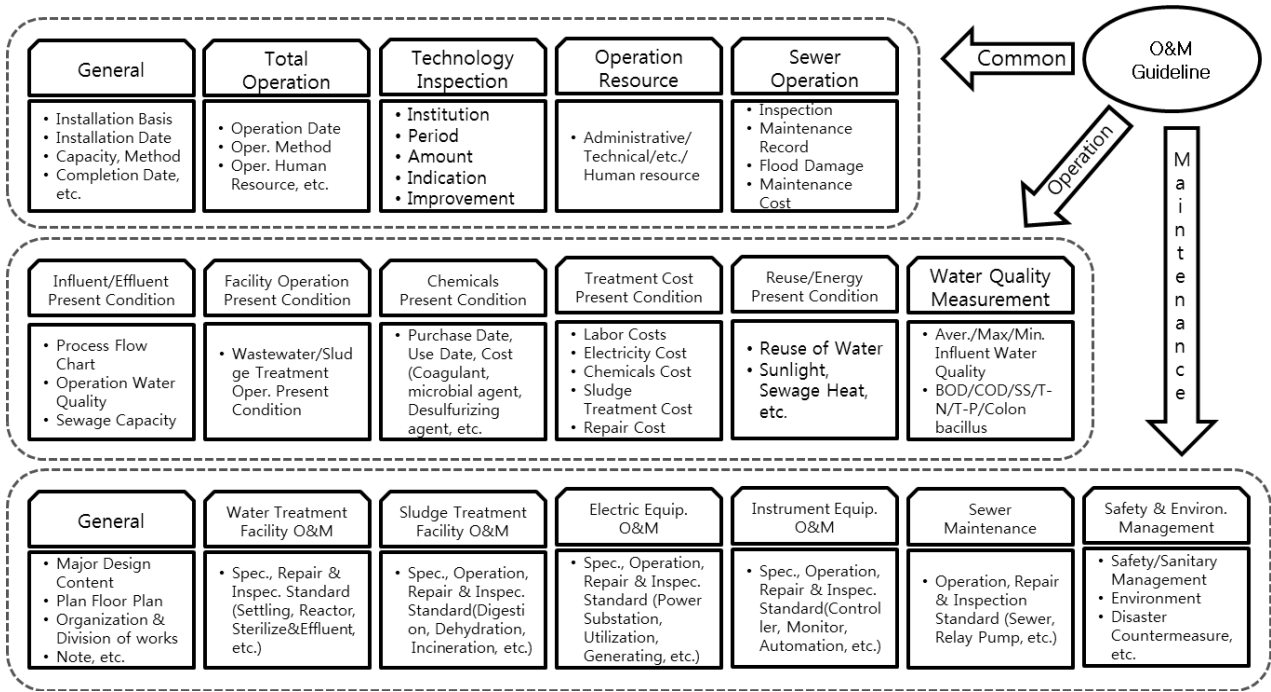 O&M
Guideline
Common
Operation
Maintenance
General
• Installation Basis
• Installation Date
• Capacity, Method
• Completion Date,
etc.
Total
Operation
• Operation Date
• Oper. Method
• Oper. Human
Resource, etc.
Technology
Inspection
• Institution
• Period
• Amount
• Indication
• Improvement
Operation
Resource
• Administrative/
Technical/etc./
Human resource
Sewer
Operation
• Inspection
• Maintenance
Record
• Flood Damage
• Maintenance
Cost
Influent/Effluent
Present Condition
• Process Flow
Chart
• Operation Water
Quality
• Sewage Capacity
Facility Operation
Present Condition
• Wastewater/Slud
ge Treatment
Oper. Present
Condition
Chemicals
Present Condition
• Purchase Date,
Use Date, Cost
(Coagulant,
microbial agent,
Desulfurizing
agent, etc.
Treatment Cost
Present Condition
• Labor Costs
• Electricity Cost
• Chemicals Cost
• Sludge
Treatment Cost
• Repair Cost
Reuse/Energy
Present Condition
• Reuse of Water
• Sunlight,
Sewage Heat,
etc.
Water Quality
Measurement
• Aver./Max/Min.
Influent Water
Quality
• BOD/COD/SS/T-
N/T-P/Colon
bacillus
General
• Major Design
Content
• Plan Floor Plan
• Organization &
Division of works
• Note, etc.
Water Treatment
Facility O&M
• Spec., Repair &
Inspec. Standard
(Settling, Reactor,
Sterilize&Effluent,
etc.)
Sludge Treatment
Facility O&M
• Spec., Operation,
Repair & Inspec.
Standard(Digesti
on, Dehydration,
Incineration, etc.)
Electric Equip.
O&M
• Spec., Operation,
Repair & Inspec.
Standard (Power
Substation,
Utilization,
Generating, etc.)
Instrument Equip.
O&M
• Spec., Operation,
Repair & Inspec.
Standard(Control
ler, Monitor,
Automation, etc.)
Sewer
Maintenance
• Operation, Repair
& Inspection
Standard (Sewer,
Relay Pump, etc.)
Safety & Environ.
Management
• Safety/Sanitary
Management
• Environment
• Disaster
Countermeasure,
etc.